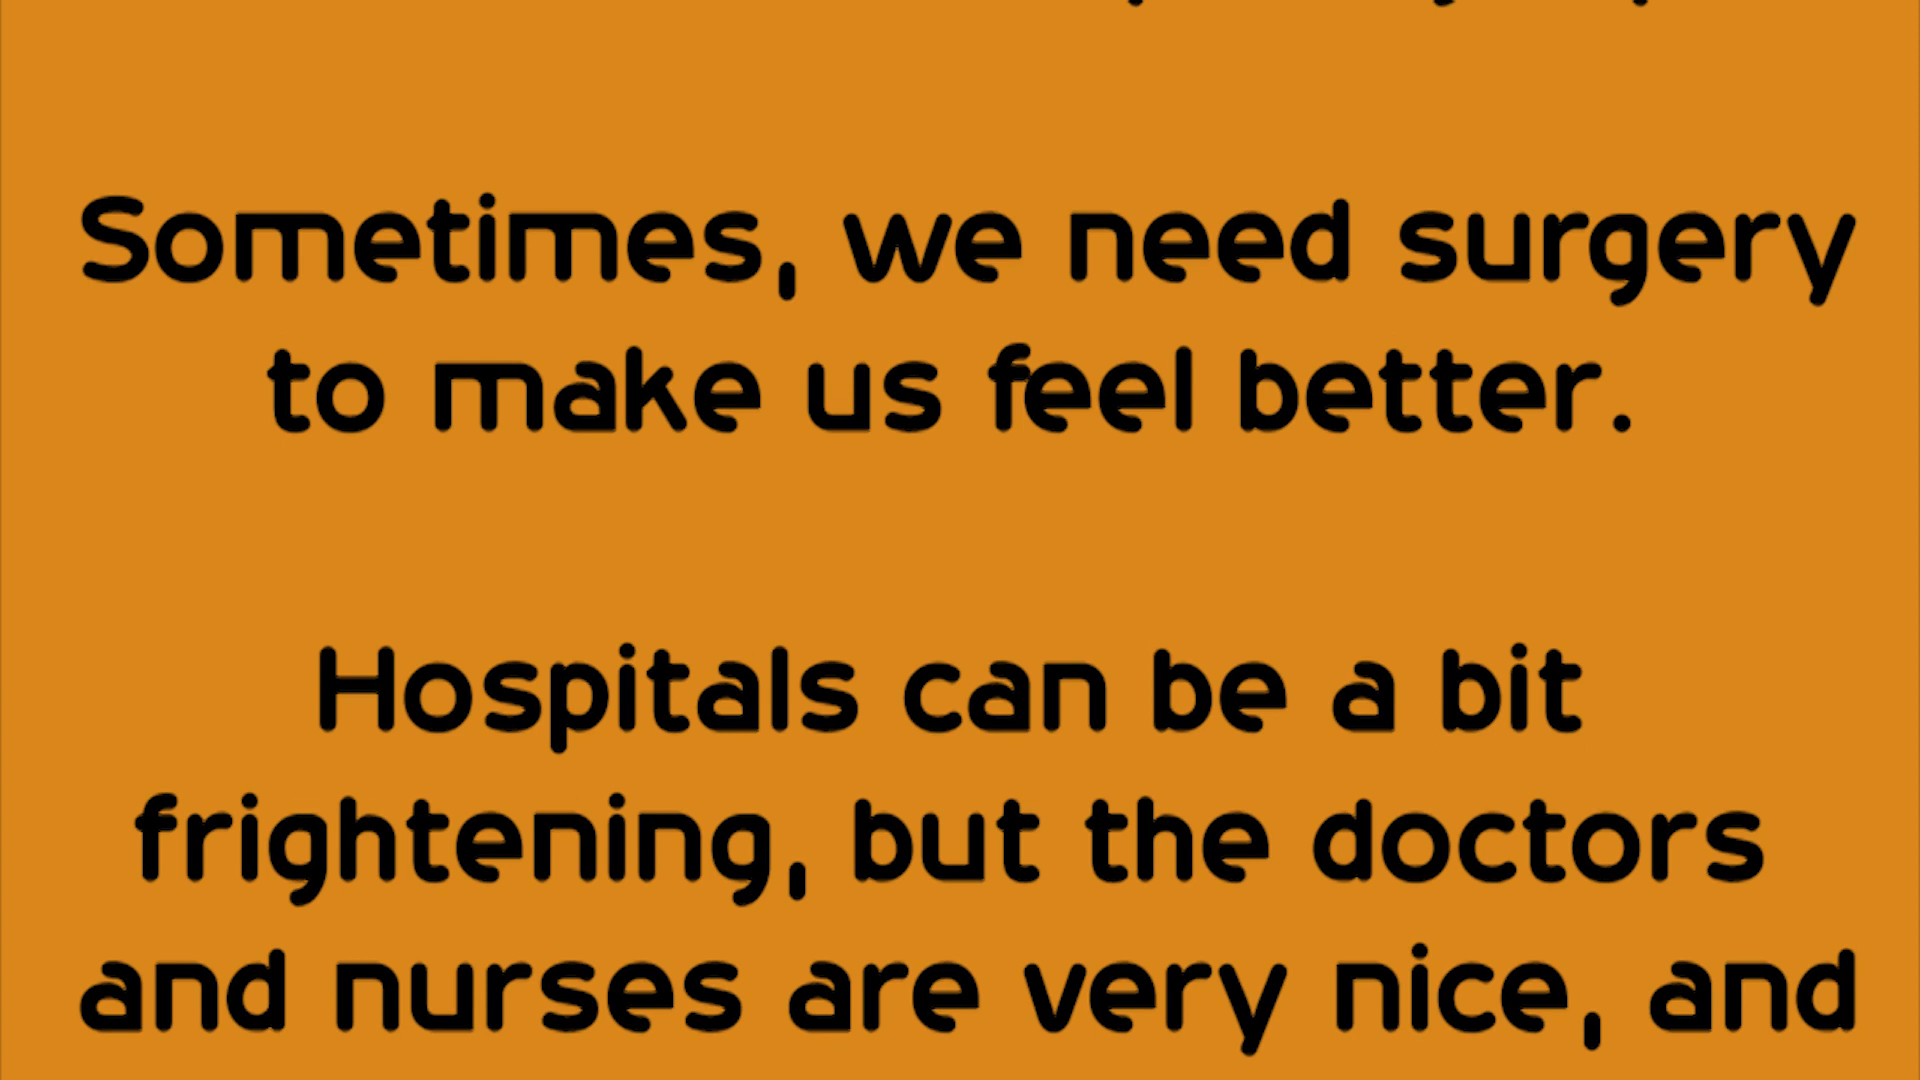 Sometimes, we need surgery
to make us feel better.
Hospitals can be a bit
frightening, but the doctors
and nurses are very nice, and